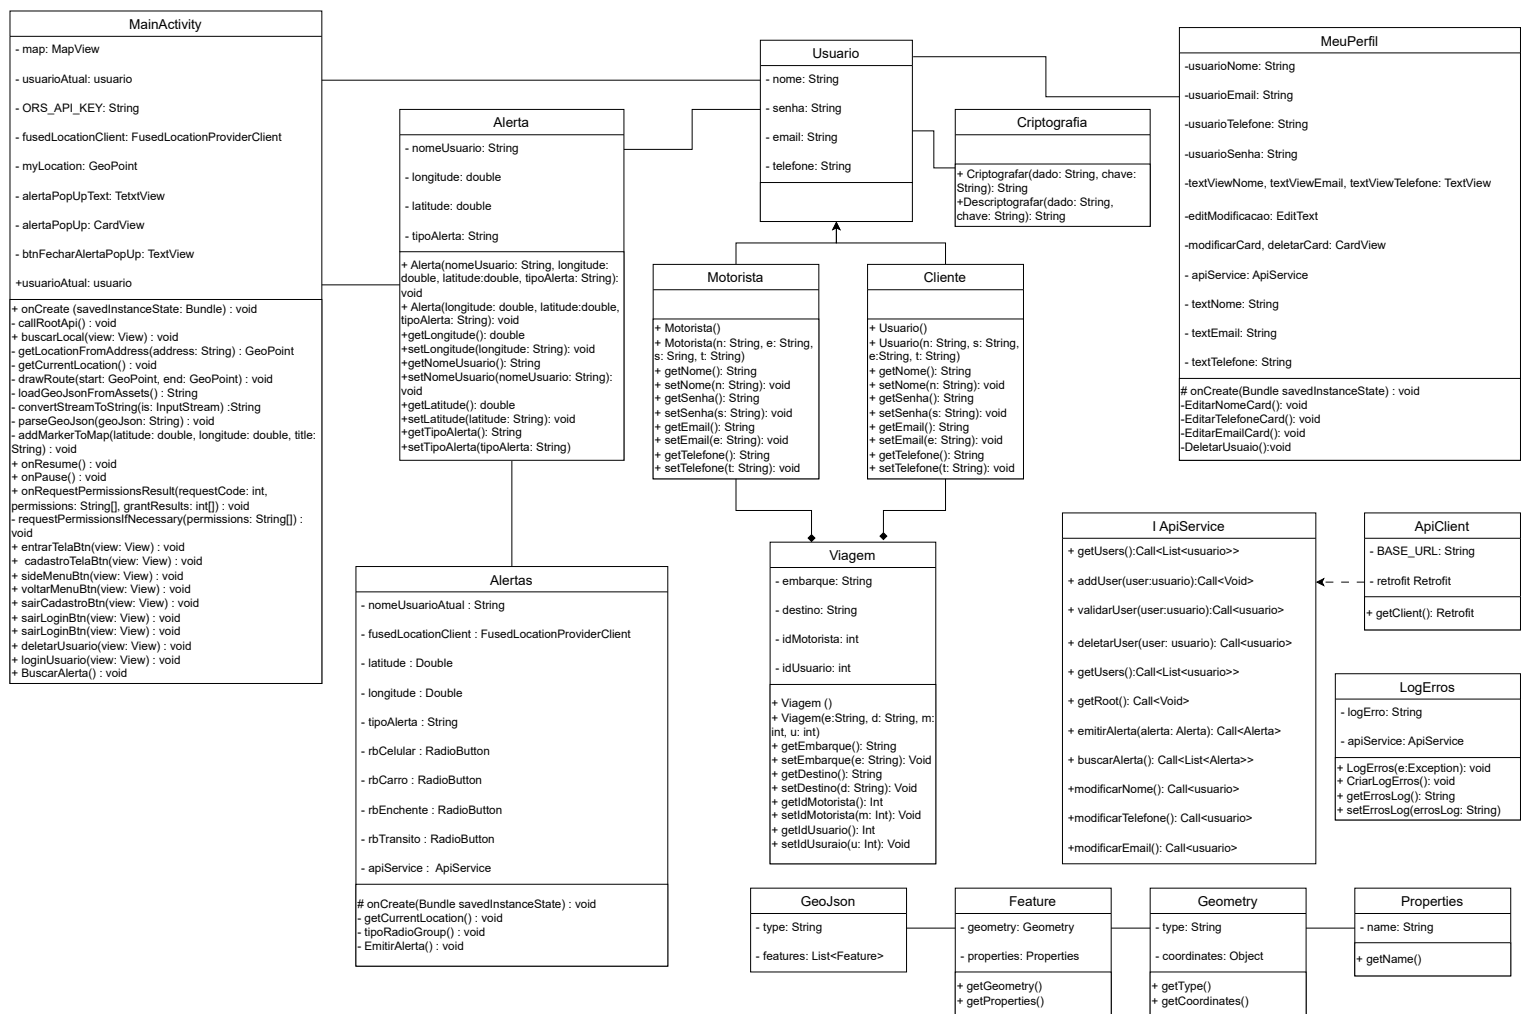 MainActivity
- map: MapView
- usuarioAtual: usuario
- ORS_API_KEY: String
- fusedLocationClient: FusedLocationProviderClient
- myLocation: GeoPoint
- alertaPopUpText: TetxtView
- alertaPopUp: CardView
- btnFecharAlertaPopUp: TextView
+usuarioAtual: usuario
+ onCreate (savedInstanceState: Bundle) : void
- callRootApi() : void
+ buscarLocal(view: View) : void
- getLocationFromAddress(address: String) : GeoPoint
- getCurrentLocation() : void
- drawRoute(start: GeoPoint, end: GeoPoint) : void
- loadGeoJsonFromAssets() : String
- convertStreamToString(is: InputStream) :String
- parseGeoJson(geoJson: String) : void
- addMarkerToMap(latitude: double, longitude: double, title:
String) : void
+ onResume() : void
+ onPause() : void
+ onRequestPermissionsResult(requestCode: int,
permissions: String[], grantResults: int[]) : void
- requestPermissionsIfNecessary(permissions: String[]) :
void
+ entrarTelaBtn(view: View) : void
+  cadastroTelaBtn(view: View) : void
+ sideMenuBtn(view: View) : void
+ voltarMenuBtn(view: View) : void
+ sairCadastroBtn(view: View) : void
+ sairLoginBtn(view: View) : void
+ sairLoginBtn(view: View) : void
+ deletarUsuario(view: View) : void
+ loginUsuario(view: View) : void
+ BuscarAlerta() : void
Alerta
- nomeUsuario: String
- longitude: double
- latitude: double
- tipoAlerta: String
+ Alerta(nomeUsuario: String, longitude:
double, latitude:double, tipoAlerta: String):
void
+ Alerta(longitude: double, latitude:double,
tipoAlerta: String): void
+getLongitude(): double
+setLongitude(longitude: String): void
+getNomeUsuario(): String
+setNomeUsuario(nomeUsuario: String):
void
+getLatitude(): double
+setLatitude(latitude: String): void
+getTipoAlerta(): String
+setTipoAlerta(tipoAlerta: String)
Usuario
- nome: String
- senha: String
- email: String
- telefone: String
Criptografia
+ Criptografar(dado: String, chave:
String): String
+Descriptografar(dado: String,
chave: String): String
MeuPerfil
-usuarioNome: String
-usuarioEmail: String
-usuarioTelefone: String
-usuarioSenha: String
-textViewNome, textViewEmail, textViewTelefone: TextView
-editModificacao: EditText
-modificarCard, deletarCard: CardView
- apiService: ApiService
- textNome: String
- textEmail: String
- textTelefone: String
# onCreate(Bundle savedInstanceState) : void
-EditarNomeCard(): void
-EditarTelefoneCard(): void
-EditarEmailCard(): void
-DeletarUsuaio():void
Motorista
+ Motorista()
+ Motorista(n: String, e: String,
s: Sring, t: String)
+ getNome(): String
+ setNome(n: String): void
+ getSenha(): String
+ setSenha(s: String): void
+ getEmail(): String
+ setEmail(e: String): void
+ getTelefone(): String
+ setTelefone(t: String): void
Cliente
+ Usuario()
+ Usuario(n: String, s: String,
e:String, t: String)
+ getNome(): String
+ setNome(n: String): void
+ getSenha(): String
+ setSenha(s: String): void
+ getEmail(): String
+ setEmail(e: String): void
+ getTelefone(): String
+ setTelefone(t: String): void
Alertas
- nomeUsuarioAtual : String
- fusedLocationClient : FusedLocationProviderClient
- latitude : Double
- longitude : Double
- tipoAlerta : String
- rbCelular : RadioButton
- rbCarro : RadioButton
- rbEnchente : RadioButton
- rbTransito : RadioButton
- apiService :  ApiService
# onCreate(Bundle savedInstanceState) : void
- getCurrentLocation() : void
- tipoRadioGroup() : void
- EmitirAlerta() : void
Viagem
- embarque: String
- destino: String
- idMotorista: int
- idUsuario: int
+ Viagem ()
+ Viagem(e:String, d: String, m:
int, u: int)
+ getEmbarque(): String
+ setEmbarque(e: String): Void
+ getDestino(): String
+ setDestino(d: String): Void
+ getIdMotorista(): Int
+ setIdMotorista(m: Int): Void
+ getIdUsuario(): Int
+ setIdUsuraio(u: Int): Void
I ApiService
+ getUsers():Call<List<usuario>>
+ addUser(user:usuario):Call<Void>
+ validarUser(user:usuario):Call<usuario>
+ deletarUser(user: usuario): Call<usuario>
+ getUsers():Call<List<usuario>>
+ getRoot(): Call<Void>
+ emitirAlerta(alerta: Alerta): Call<Alerta>
+ buscarAlerta(): Call<List<Alerta>>
+modificarNome(): Call<usuario>
+modificarTelefone(): Call<usuario>
+modificarEmail(): Call<usuario>
ApiClient
- BASE_URL: String
- retrofit Retrofit
+ getClient(): Retrofit
LogErros
- logErro: String
- apiService: ApiService
+ LogErros(e:Exception): void
+ CriarLogErros(): void
+ getErrosLog(): String
+ setErrosLog(errosLog: String)
GeoJson
- type: String
- features: List<Feature>
Feature
- geometry: Geometry
- properties: Properties
+ getGeometry()
+ getProperties()
Geometry
- type: String
- coordinates: Object
+ getType()
+ getCoordinates()
Properties
- name: String
+ getName()